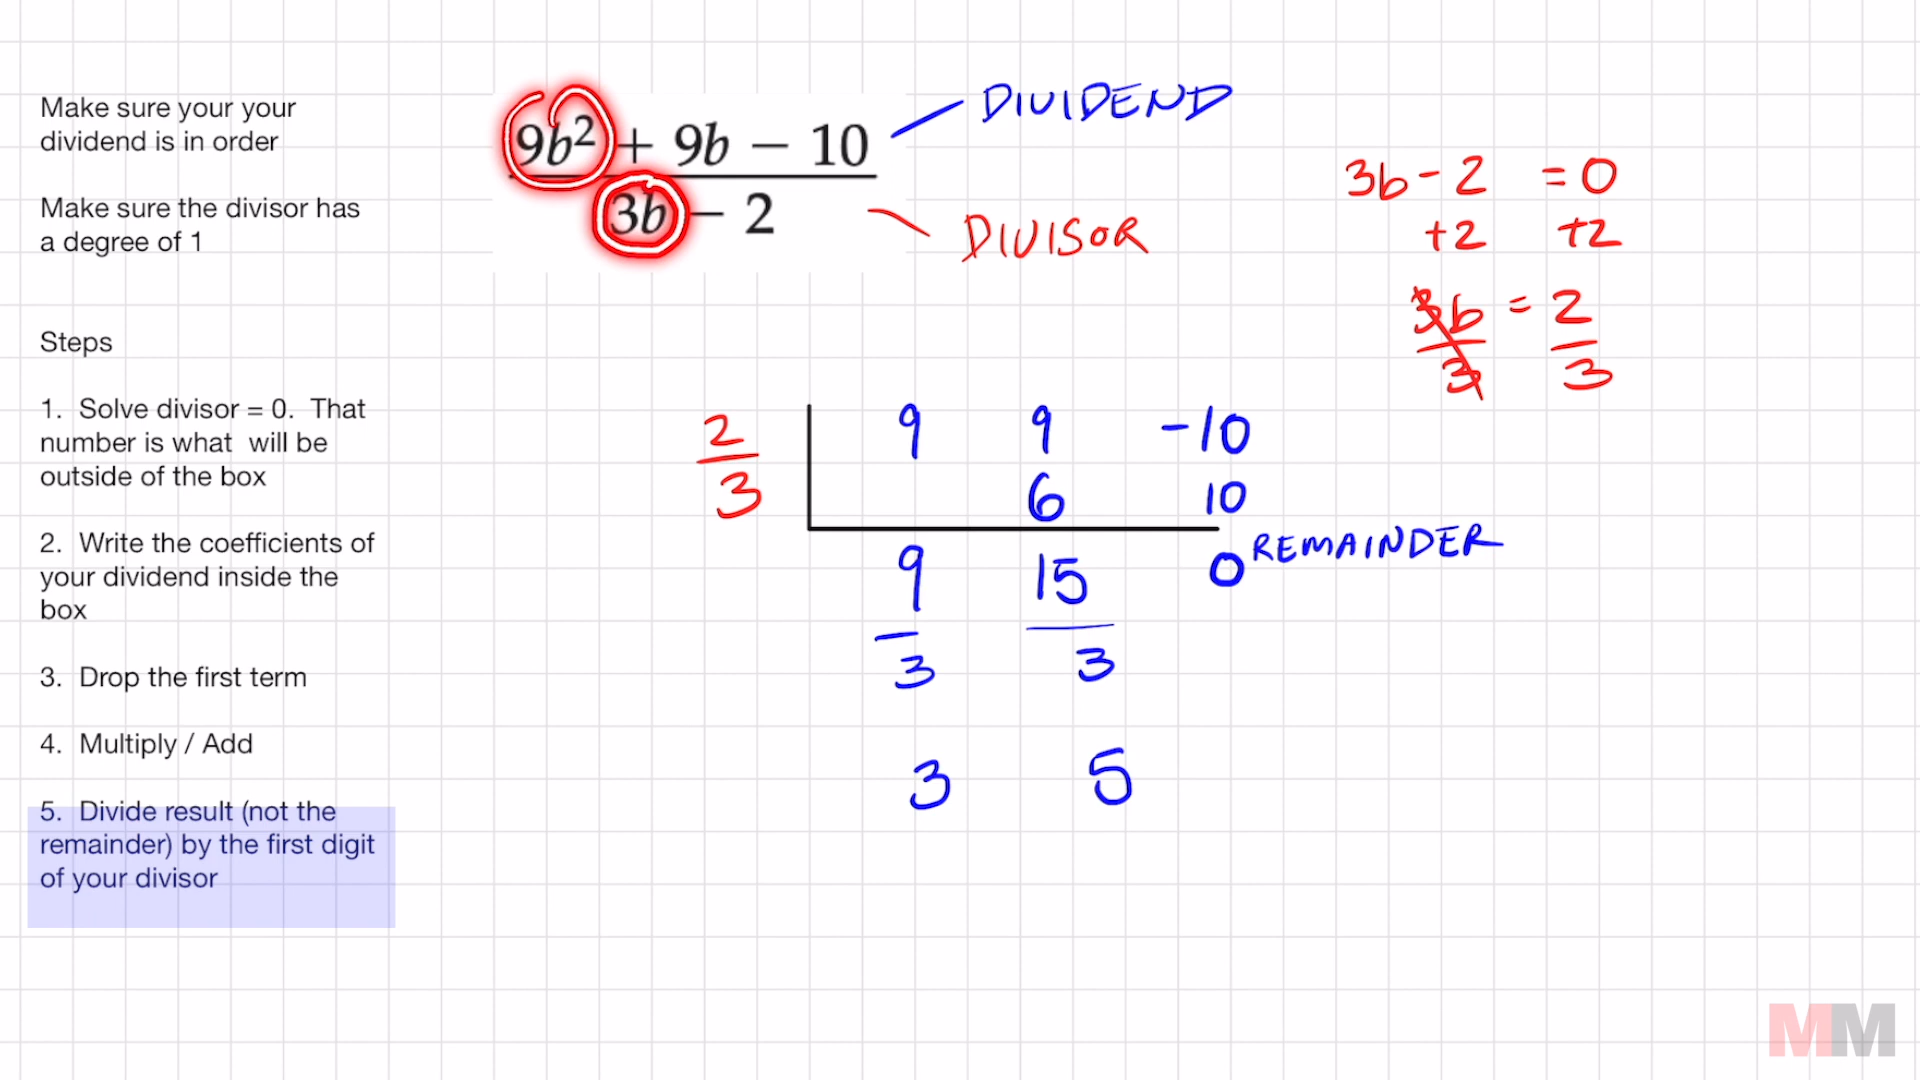 Make sure your your
dividend is in order
Make sure the divisor has
a degree of 1
Steps
1. Solve divisor = 0. That
number is what will be
outside of the box
2. Write the coefficients of
your dividend inside the
box
3. Drop the first term
4. Multiply / Add
5. Divide result (not the
remainder) by the first digit
of your divisor
9b² + 9b − 10
3b − 2
DIVIDEND
DIVISOR
3b - 2 = 0
+2 +2
3b = 2
3 3
2
3
9 9 -10
6 10
9 15 0 REMAINDER
3 3
3 5
MM